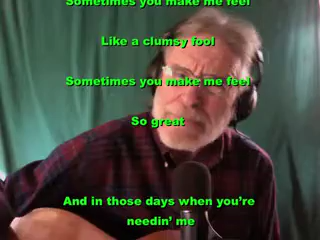 Sometimes you make me feel
Like a clumsy fool
Sometimes you make me feel
So great
And in those days when you're
needin' me